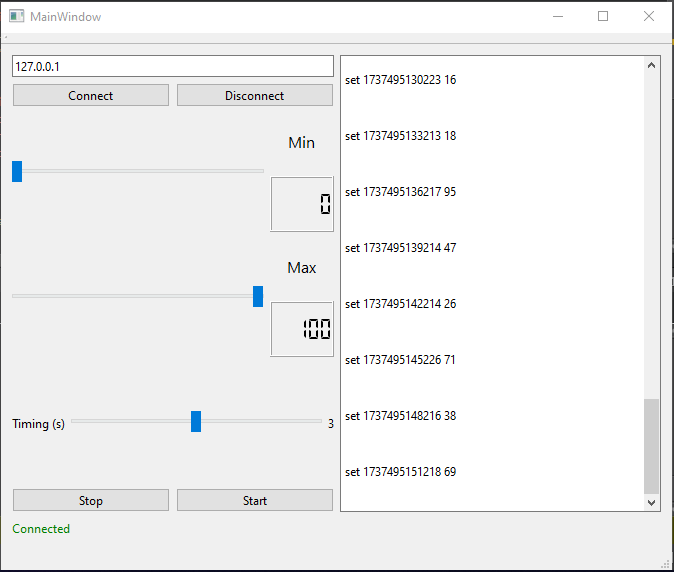 MainWindow
127.0.0.1
Connect
Disconnect
Min
0
Max
100
Timing (s)
3
Stop
Start
Connected
set 1737495130223 16
set 1737495133213 18
set 1737495136217 95
set 1737495139214 47
set 1737495142214 26
set 1737495145226 71
set 1737495148216 38
set 1737495151218 69